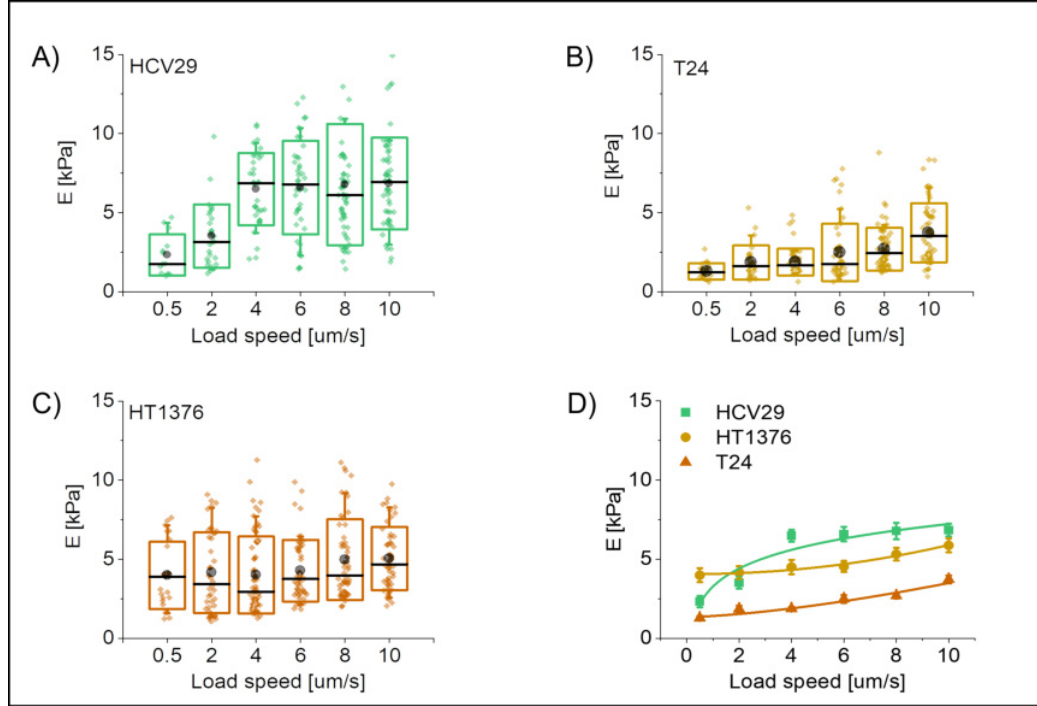 A)
HCV29
15
10
5
0
E [kPa]
0.5 2 4 6 8 10
Load speed [um/s]
B)
T24
15
10
5
0
E [kPa]
0.5 2 4 6 8 10
Load speed [um/s]
C)
HT1376
15
10
5
0
E [kPa]
0.5 2 4 6 8 10
Load speed [um/s]
D)
HCV29
HT1376
T24
15
10
5
0
E [kPa]
0 2 4 6 8 10
Load speed [um/s]